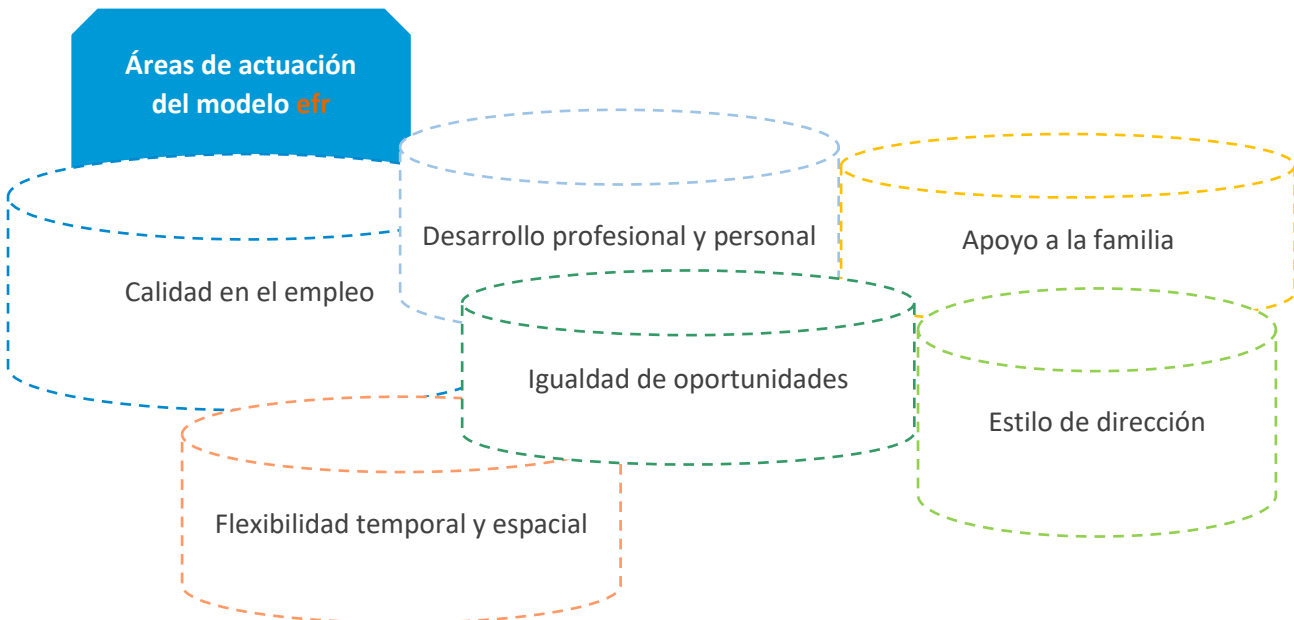 Áreas de actuación
del modelo efr
Desarrollo profesional y personal
Apoyo a la familia
Calidad en el empleo
Igualdad de oportunidades
Estilo de dirección
Flexibilidad temporal y espacial